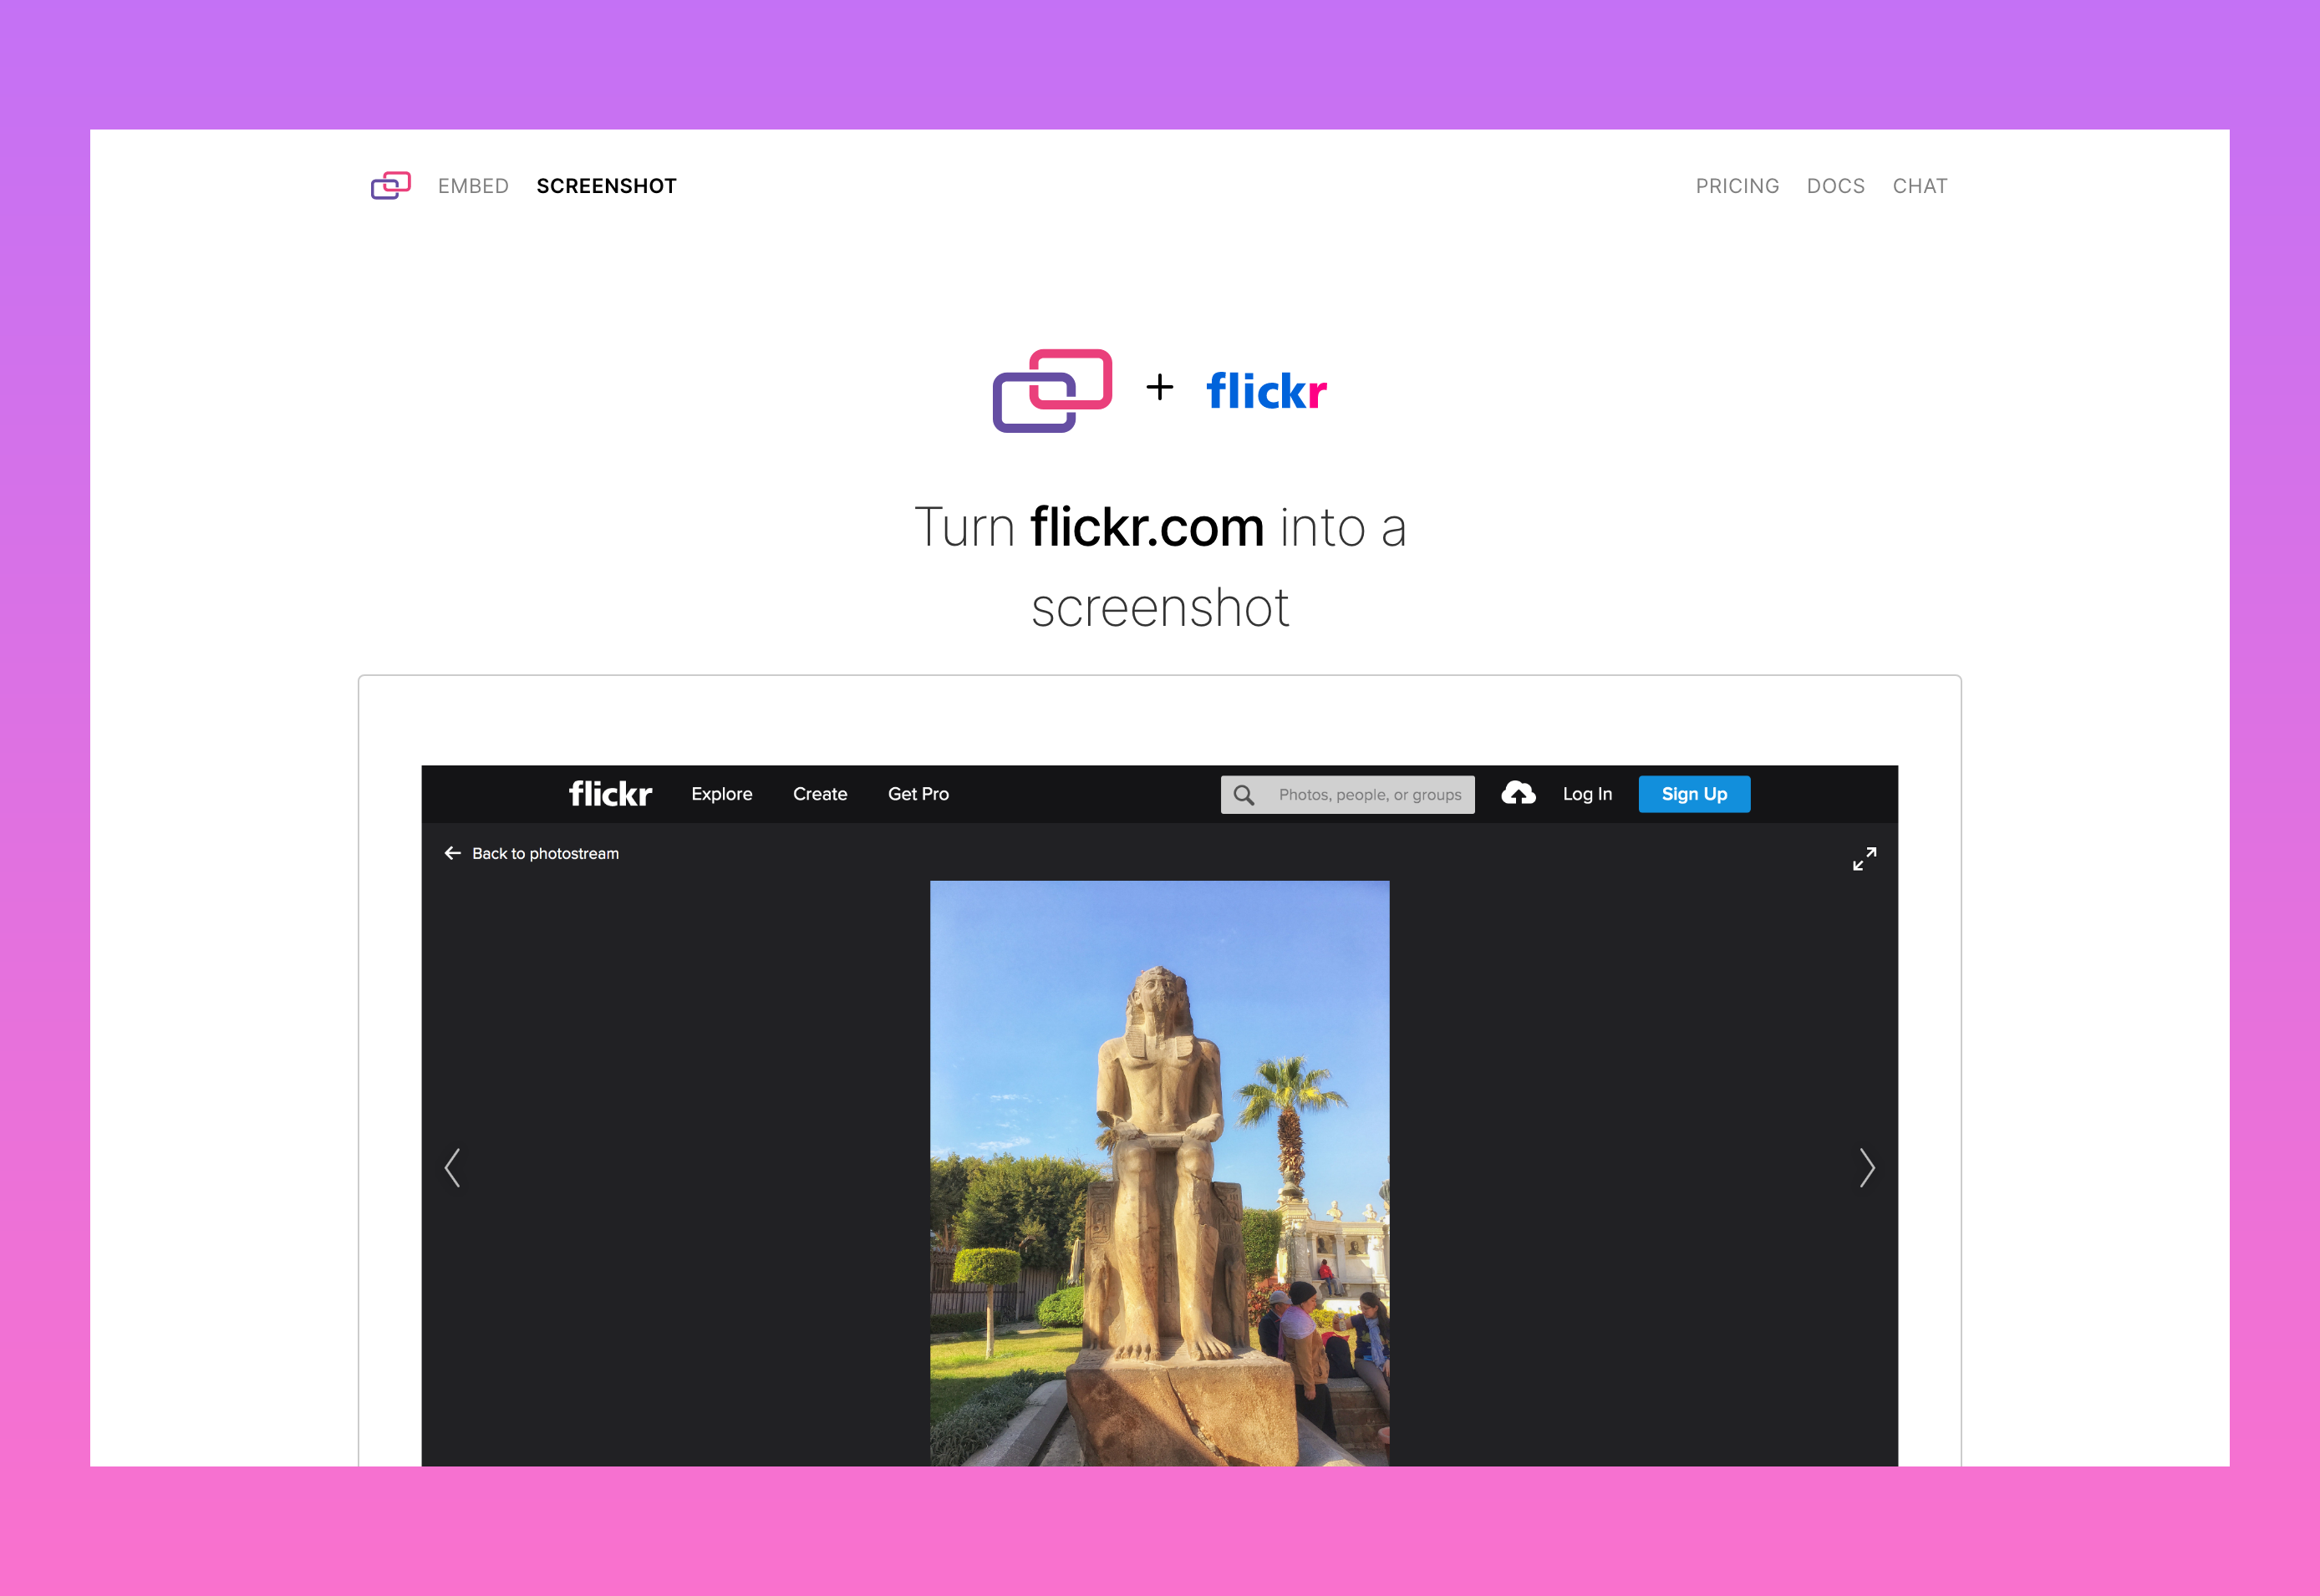 EMBED SCREENSHOT PRICING DOCS CHAT
+ flickr
Turn flickr.com into a
screenshot
flickr Explore Create Get Pro Photos, people, or groups Log In Sign Up
Back to photostream